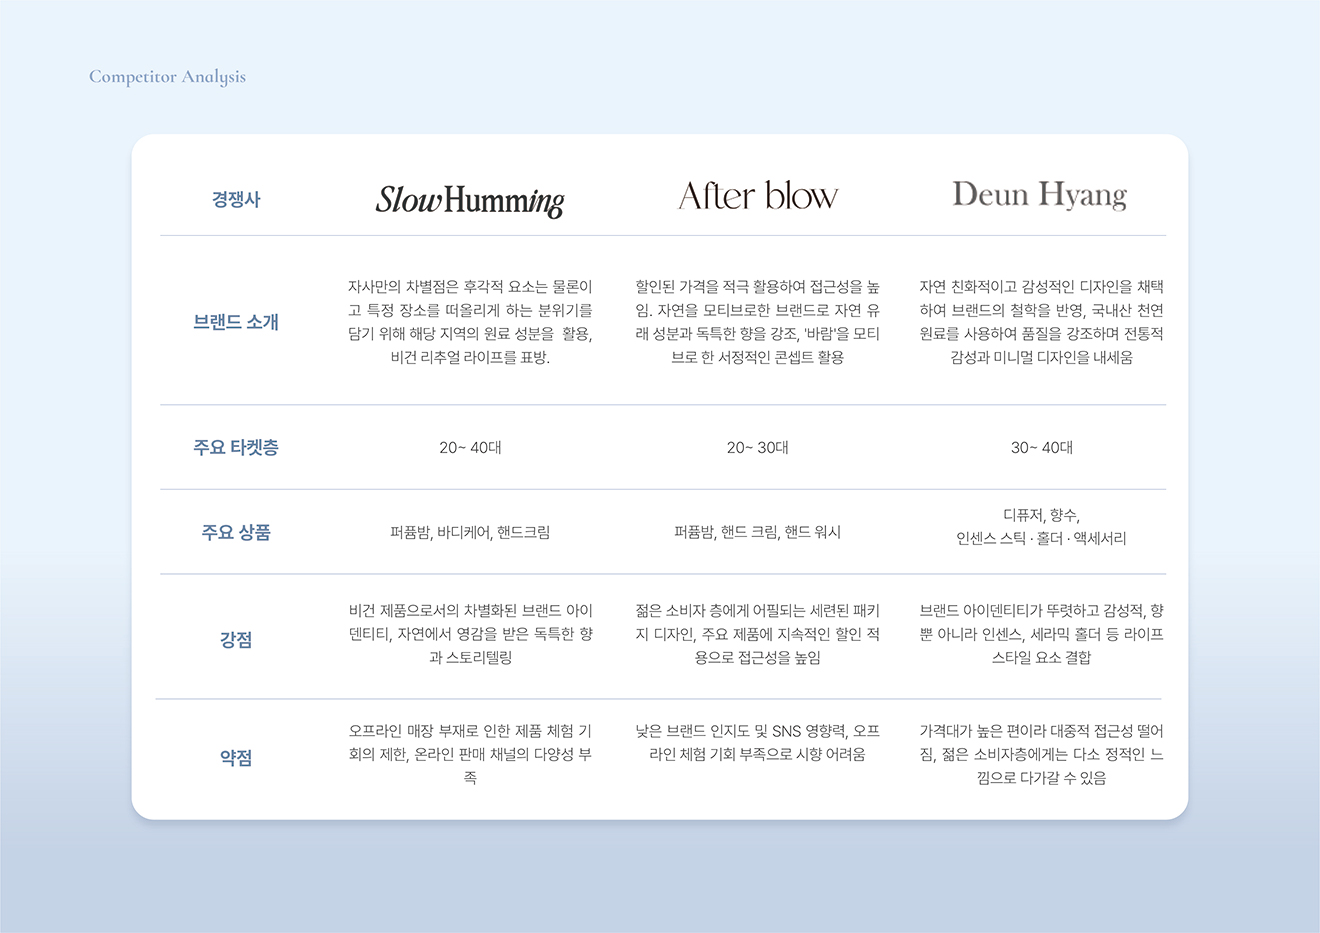 Competitor Analysis
경쟁사
SlowHumming
After blow
Deun Hyang
브랜드 소개
자사만의 차별점은 후각적 요소는 물론이
고 특정 장소를 떠올리게 하는 분위기를
담기 위해 해당 지역의 원료 성분을 활용,
비건 리추얼 라이프를 표방.
할인된 가격을 적극 활용하여 접근성을 높
임. 자연을 모티브로한 브랜드로 자연 유
래 성분과 독특한 향을 강조, '바람'을 모티
브로 한 서정적인 콘셉트 활용
자연 친화적이고 감성적인 디자인을 채택
하여 브랜드의 철학을 반영, 국내산 천연
원료를 사용하여 품질을 강조하며 전통적
감성과 미니멀 디자인을 내세움
주요 타켓층
20~ 40대
20~ 30대
30~ 40대
주요 상품
퍼퓸밤, 바디케어, 핸드크림
퍼퓸밤, 핸드 크림, 핸드 워시
디퓨저, 향수,
인센스 스틱 · 홀더 · 액세서리
강점
비건 제품으로서의 차별화된 브랜드 아이
덴티티, 자연에서 영감을 받은 독특한 향
과 스토리텔링
젊은 소비자 층에게 어필되는 세련된 패키
지 디자인, 주요 제품에 지속적인 할인 적
용으로 접근성을 높임
브랜드 아이덴티티가 뚜렷하고 감성적, 향
뿐 아니라 인센스, 세라믹 홀더 등 라이프
스타일 요소 결합
약점
오프라인 매장 부재로 인한 제품 체험 기
회의 제한, 온라인 판매 채널의 다양성 부
족
낮은 브랜드 인지도 및 SNS 영향력, 오프
라인 체험 기회 부족으로 시향 어려움
가격대가 높은 편이라 대중적 접근성 떨어
짐, 젊은 소비자층에게는 다소 정적인 느
낌으로 다가갈 수 있음